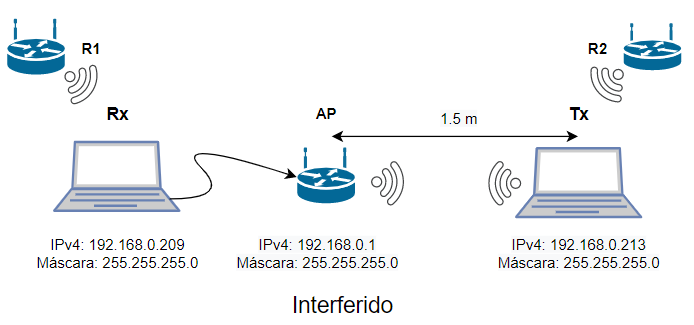 R1
R2
Rx
AP
Tx
1.5 m
IPv4: 192.168.0.209
Máscara: 255.255.255.0
IPv4: 192.168.0.1
Máscara: 255.255.255.0
IPv4: 192.168.0.213
Máscara: 255.255.255.0
Interferido